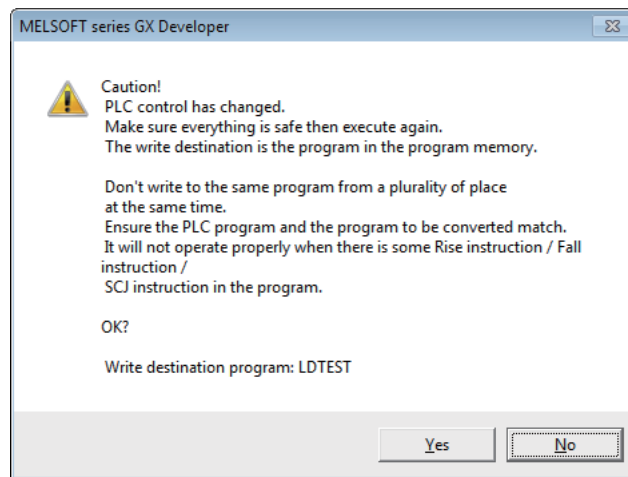 MELSOFT series GX Developer
Caution!
PLC control has changed.
Make sure everything is safe then execute again.
The write destination is the program in the program memory.
Don't write to the same program from a plurality of place
at the same time.
Ensure the PLC program and the program to be converted match.
It will not operate properly when there is some Rise instruction / Fall
instruction /
SCJ instruction in the program.
OK?
Write destination program: LDTEST
Yes
No